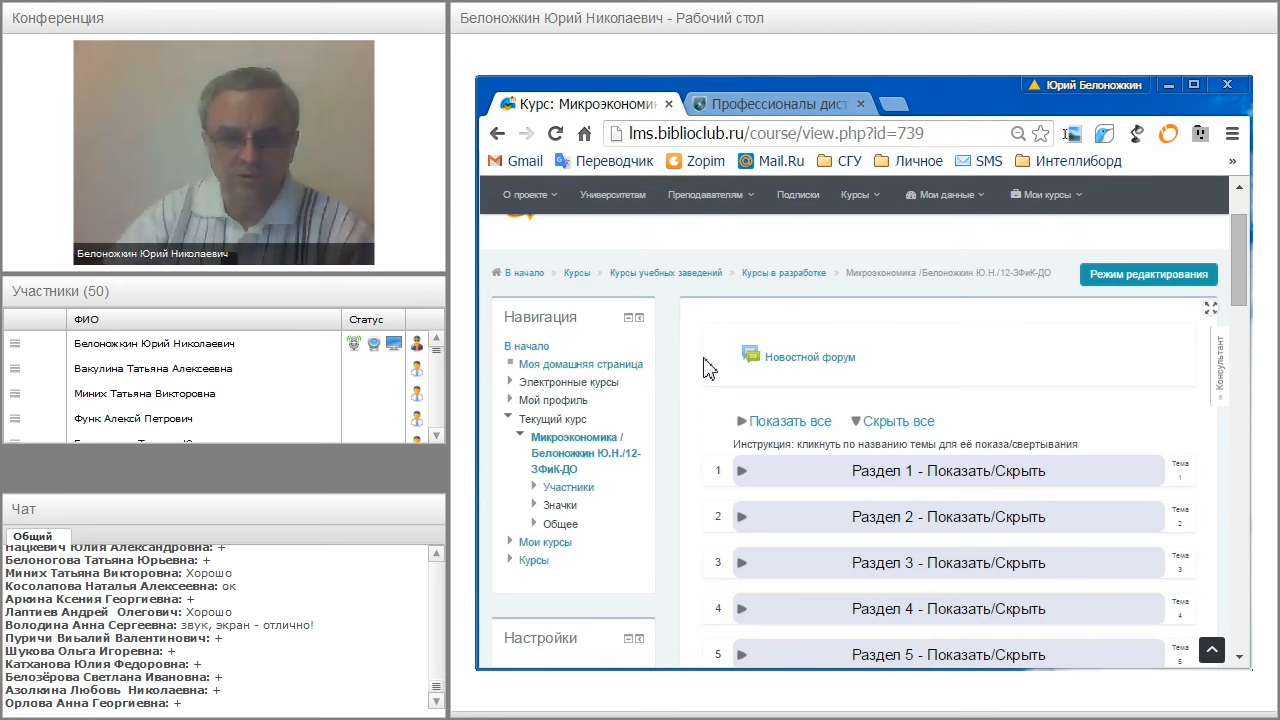 Конференция
Белоножкин Юрий Николаевич
Участники (50)
ФИО Статус
Белоножкин Юрий Николаевич
Вакулина Татьяна Алексеевна
Миних Татьяна Викторовна
Функ Алексй Петрович
Чат
Общий
Нацкевич Юлия Александровна: +
Белоногова Татьяна Юрьевна: +
Миних Татьяна Викторовна: Хорошо
Косолапова Наталья Алексеевна: ок
Аркина Ксения Георгиевна: +
Лаптиев Андрей Олегович: Хорошо
Володина Анна Сергеевна: звук, экран - отлично!
Пуричи Виьалий Валентинович: +
Шукова Ольга Игоревна: +
Катханова Юлия Федоровна: +
Белозёрова Светлана Ивановна: +
Азолкина Любовь Николаевна: +
Орлова Анна Георгиевна: +
Белоножкин Юрий Николаевич - Рабочий стол
Юрий Белоножкин
Курс: Микроэкономи
Профессионалы дист
lms.biblioclub.ru/course/view.php?id=739
Gmail Переводчик Zopim Mail.Ru СГУ Личное SMS Интеллиборд »
О проекте Университетам Преподавателям Подписки Курсы Мои данные Мои курсы
В начало » Курсы » Курсы учебных заведений » Курсы в разработке » Микроэкономика /Белоножкин Ю.Н./12-ЗФиК-ДО
Режим редактирования
Навигация
В начало
Моя домашняя страница
Электронные курсы
Мой профиль
Текущий курс
Микроэкономика /
Белоножкин Ю.Н./12-
ЗФиК-ДО
Участники
Значки
Общее
Мои курсы
Курсы
Настройки
Новостной форум
Показать все Скрыть все
Инструкция: кликнуть по названию темы для её показа/свертывания
1 Раздел 1 - Показать/Скрыть Тема 1
2 Раздел 2 - Показать/Скрыть Тема 2
3 Раздел 3 - Показать/Скрыть Тема 3
4 Раздел 4 - Показать/Скрыть Тема 4
5 Раздел 5 - Показать/Скрыть Тема 5
Консультант